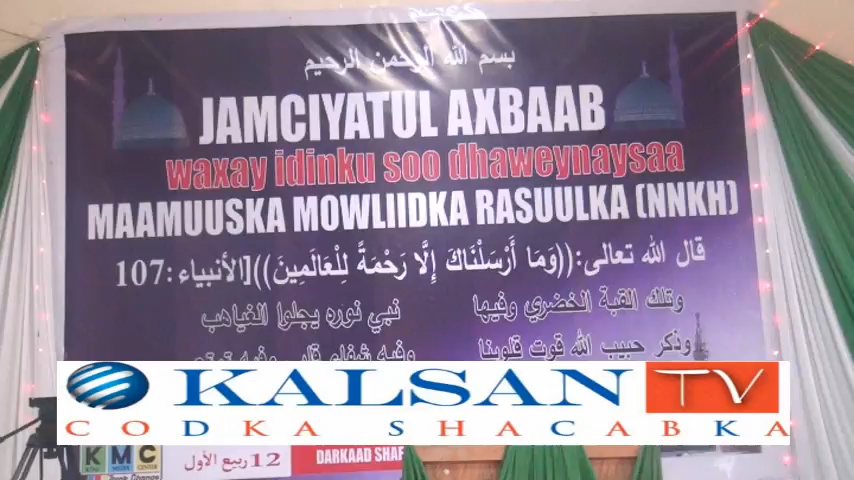 بسم الله الرحمن الرحيم
JAMCIYATUL AXBAAB
waxay idinku soo dhaweynaysaa
MAAMUUSKA MOWLIIDKA RASUULKA (NNKH)
قال الله تعالى:((وَمَا أَرْسَلْنَاكَ إِلَّا رَحْمَةً لِلْعَالَمِينَ))[الأنبياء:107
وتلك القبة الخضري وفيها نبي نوره يجلوا الغياهب
وذكر حبيب الله قوت قلوبنا وفيه شفاء
KALSAN TV
CODKA SHACABKA
KMC
12 ربيع الأول
DARKAAD SHAF